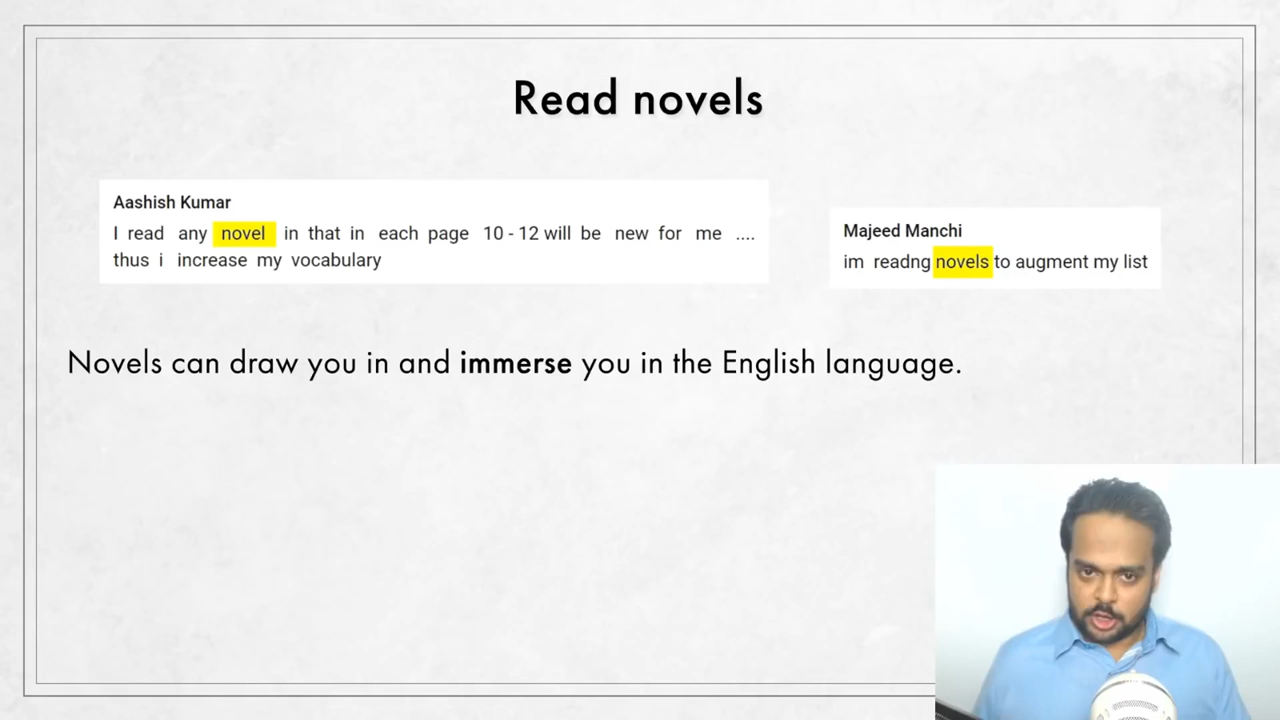 Read novels
Aashish Kumar
I read any novel in that in each page 10 - 12 will be new for me ....
thus i increase my vocabulary
Majeed Manchi
im readng novels to augment my list
Novels can draw you in and immerse you in the English language.